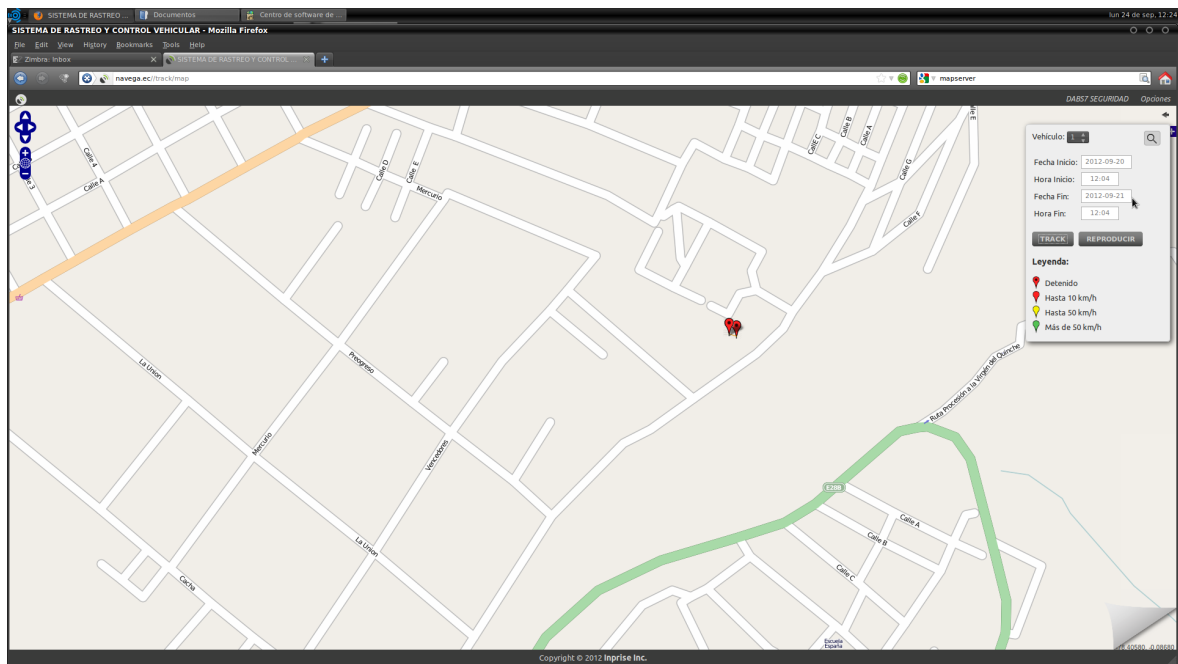 SISTEMA DE RASTREO ...
Documentos
Centro de software de ...
lun 24 de sep, 12:24
SISTEMA DE RASTREO Y CONTROL VEHICULAR - Mozilla Firefox
File Edit View History Bookmarks Tools Help
Zimbra: Inbox
SISTEMA DE RASTREO Y CONTROL ...
navega.ec//track/map
mapserver
DABS7 SEGURIDAD Opciones
Vehículo: 1
Fecha Inicio: 2012-09-20
Hora Inicio: 12:04
Fecha Fin: 2012-09-21
Hora Fin: 12:04
TRACK REPRODUCIR
Leyenda:
Detenido
Hasta 10 km/h
Hasta 50 km/h
Más de 50 km/h
Calle 4
Calle A
Calle D
Calle E
Mercurio
Calle C
Calle B
Calle A
Calle E
Calle G
Calle F
La Union
Preogreso
Mercurio
Vencedores
La Union
Cacha
Ruta Procesión a la Virgén del Quinche
E28B
Calle A
Calle B
Calle C
Escuela
España
Copyright © 2012 Inprise Inc.